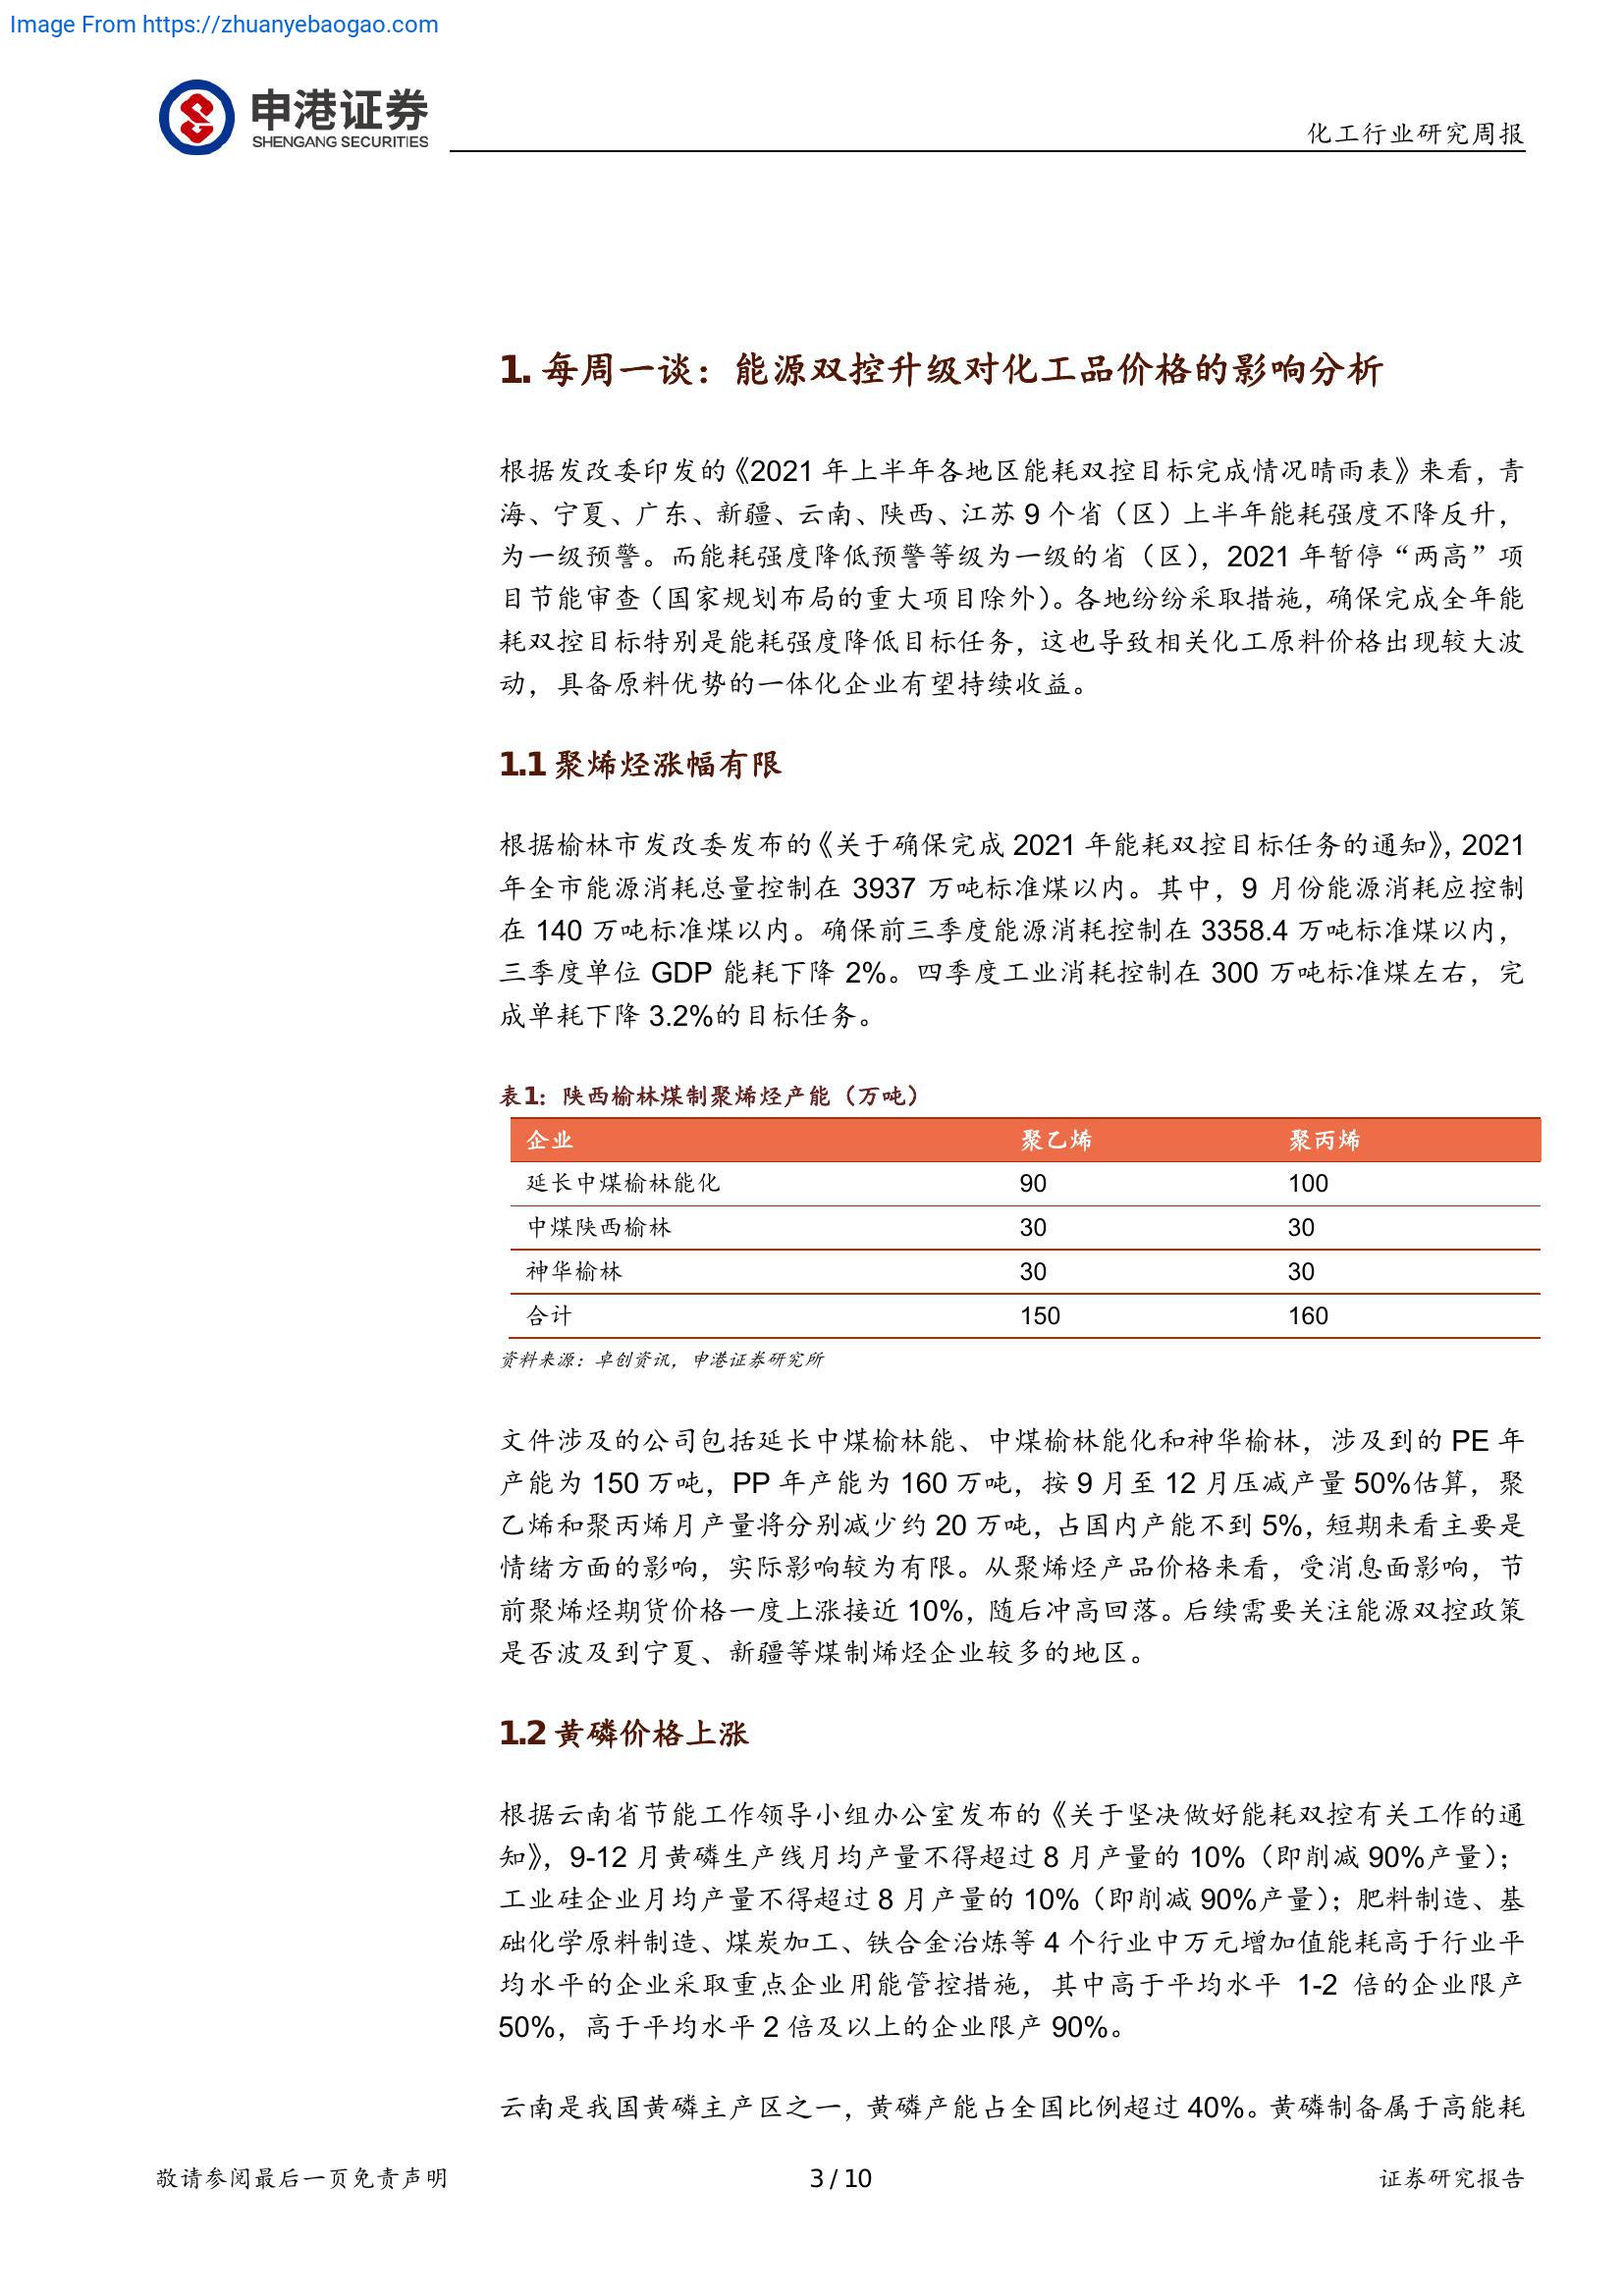 Image From https://zhuanyebaogao.com
申港证券
SHENGANG SECURITIES
化工行业研究周报
1. 每周一谈：能源双控升级对化工品价格的影响分析
根据发改委印发的《2021 年上半年各地区能耗双控目标完成情况晴雨表》来看，青
海、宁夏、广东、新疆、云南、陕西、江苏 9 个省（区）上半年能耗强度不降反升，
为一级预警。而能耗强度降低预警等级为一级的省（区），2021 年暂停“两高”项
目节能审查（国家规划布局的重大项目除外）。各地纷纷采取措施，确保完成全年能
耗双控目标特别是能耗强度降低目标任务，这也导致相关化工原料价格出现较大波
动，具备原料优势的一体化企业有望持续收益。
1.1 聚烯烃涨幅有限
根据榆林市发改委发布的《关于确保完成 2021 年能耗双控目标任务的通知》，2021
年全市能源消耗总量控制在 3937 万吨标准煤以内。其中，9 月份能源消耗应控制
在 140 万吨标准煤以内。确保前三季度能源消耗控制在 3358.4 万吨标准煤以内，
三季度单位 GDP 能耗下降 2%。四季度工业消耗控制在 300 万吨标准煤左右，完
成单耗下降 3.2%的目标任务。
表1：陕西榆林煤制聚烯烃产能（万吨）
企业 聚乙烯 聚丙烯
延长中煤榆林能化 90 100
中煤陕西榆林 30 30
神华榆林 30 30
合计 150 160
资料来源：卓创资讯，申港证券研究所
文件涉及的公司包括延长中煤榆林能、中煤榆林能化和神华榆林，涉及到的 PE 年
产能为 150 万吨，PP 年产能为 160 万吨，按 9 月至 12 月压减产量 50%估算，聚
乙烯和聚丙烯月产量将分别减少约 20 万吨，占国内产能不到 5%，短期来看主要是
情绪方面的影响，实际影响较为有限。从聚烯烃产品价格来看，受消息面影响，节
前聚烯烃期货价格一度上涨接近 10%，随后冲高回落。后续需要关注能源双控政策
是否波及到宁夏、新疆等煤制烯烃企业较多的地区。
1.2 黄磷价格上涨
根据云南省节能工作领导小组办公室发布的《关于坚决做好能耗双控有关工作的通
知》，9-12 月黄磷生产线月均产量不得超过 8 月产量的 10%（即削减 90%产量）；
工业硅企业月均产量不得超过 8 月产量的 10%（即削减 90%产量）；肥料制造、基
础化学原料制造、煤炭加工、铁合金冶炼等 4 个行业中万元增加值能耗高于行业平
均水平的企业采取重点企业用能管控措施，其中高于平均水平 1-2 倍的企业限产
50%，高于平均水平 2 倍及以上的企业限产 90%。
云南是我国黄磷主产区之一，黄磷产能占全国比例超过 40%。黄磷制备属于高能耗
敬请参阅最后一页免责声明
3 / 10
证券研究报告